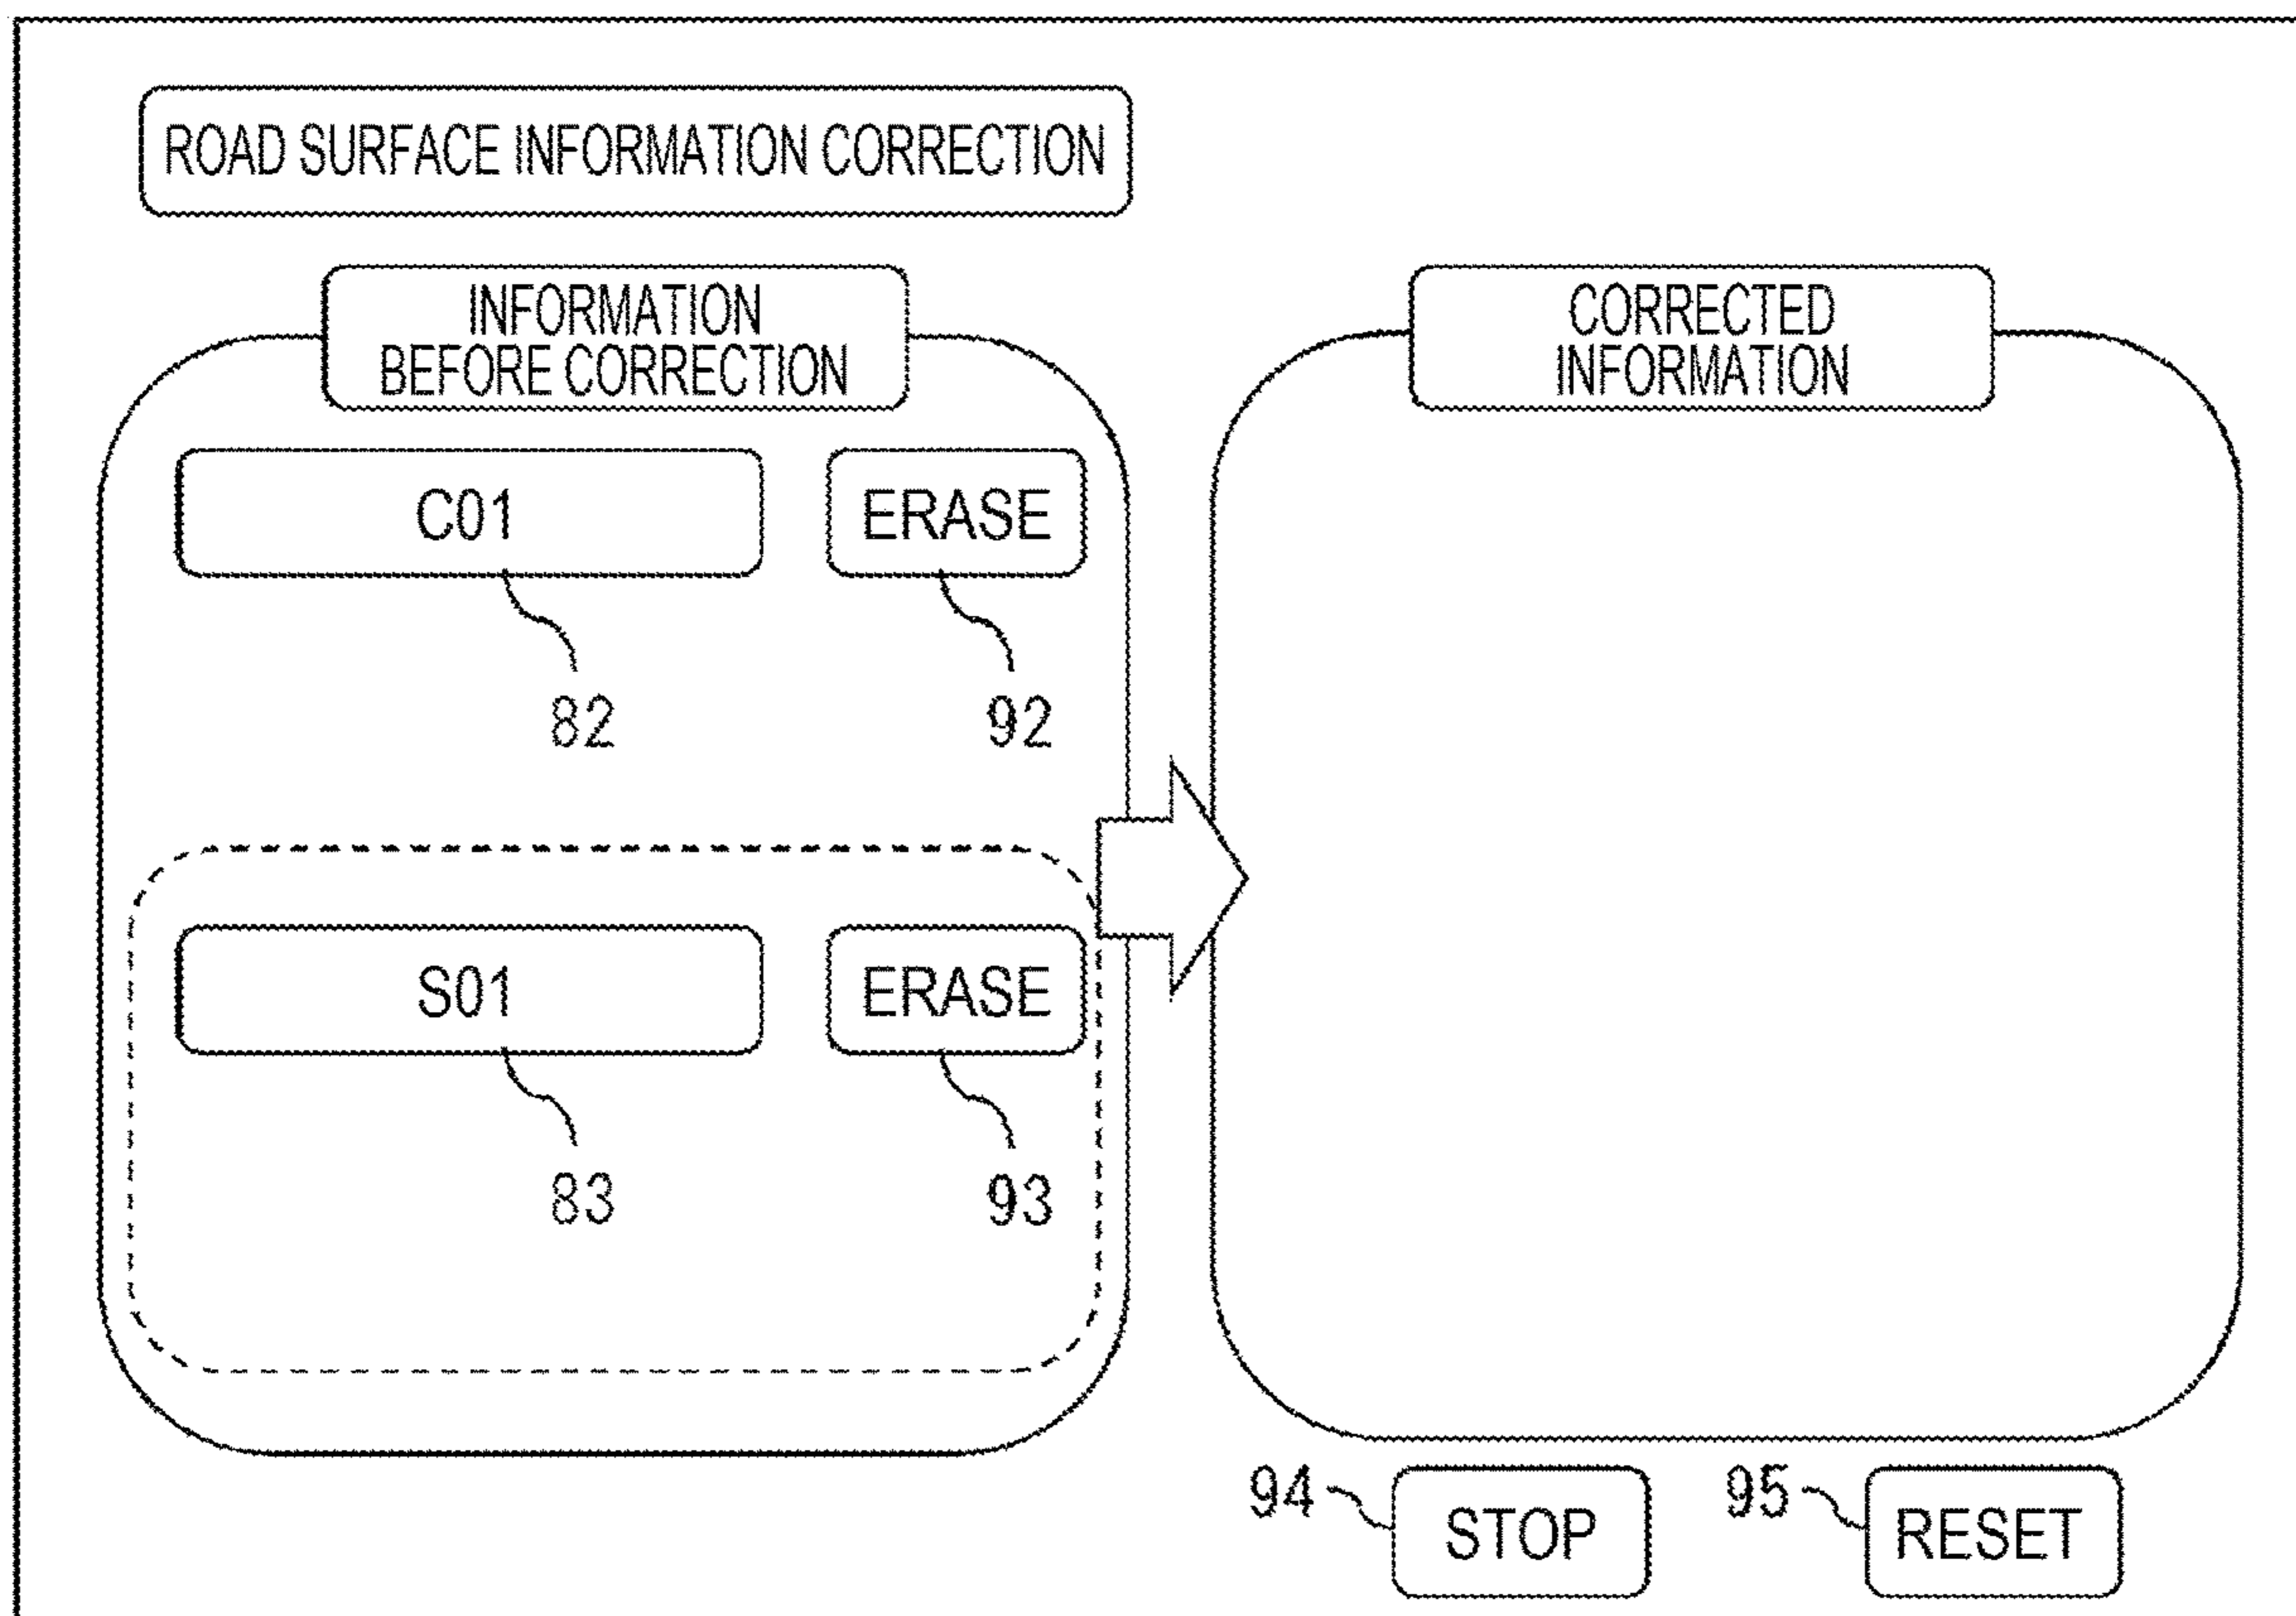 ROAD SURFACE INFORMATION CORRECTION
INFORMATION
BEFORE CORRECTION
C01
ERASE
82
92
S01
ERASE
83
93
CORRECTED
INFORMATION
94
STOP
95
RESET